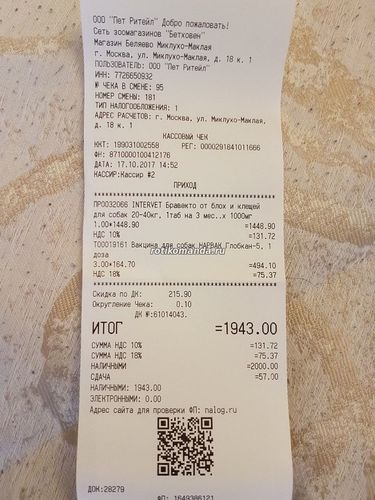 ООО "Пет Ритейл" Добро пожаловать!
Сеть зоомагазинов "Бетховен"
Магазин Беляево Миклухо-Маклая
г. Москва, ул. Миклухо-Маклая, д. 18 к. 1
ПОЛЬЗОВАТЕЛЬ: ООО "Пет Ритейл"
ИНН: 7726650932
№ ЧЕКА В СМЕНЕ: 95
НОМЕР СМЕНЫ: 181
ТИП НАЛОГООБЛОЖЕНИЯ: 1
АДРЕС РАСЧЕТОВ: г. Москва, ул. Миклухо-Маклая,
д. 18 к. 1
КАССОВЫЙ ЧЕК
ККТ: 199031002558 РЕГ: 0000291841011666
ФН: 8710000100412176
ДАТА: 17.10.2017 14:52
КАССИР:Кассир #2
ПРИХОД
ПР0032066 INTERVET Бравекто от блох и клещей
для собак 20-40кг, 1таб на 3 мес..x 1000мг
1.00*1448.90 =1448.90
НДС 10% =131.72
Т00019161 Вакцина для собак НАРВАК Глобкан-5, 1
доза
rotikomanda.ru
3.00*164.70 =494.10
НДС 18% =75.37
Скидка по ДК: 215.90
Округление Чека: 0.10
ДК №:61014043.
ИТОГ =1943.00
СУММА НДС 10% =131.72
СУММА НДС 18% =75.37
НАЛИЧНЫМИ =2000.00
СДАЧА =57.00
НАЛИЧНЫМИ: 1943.00
ЭЛЕКТРОННЫМИ: 0.00
Адрес сайта для проверки ФП: nalog.ru
ДОК:28279
ФП: 1649386121